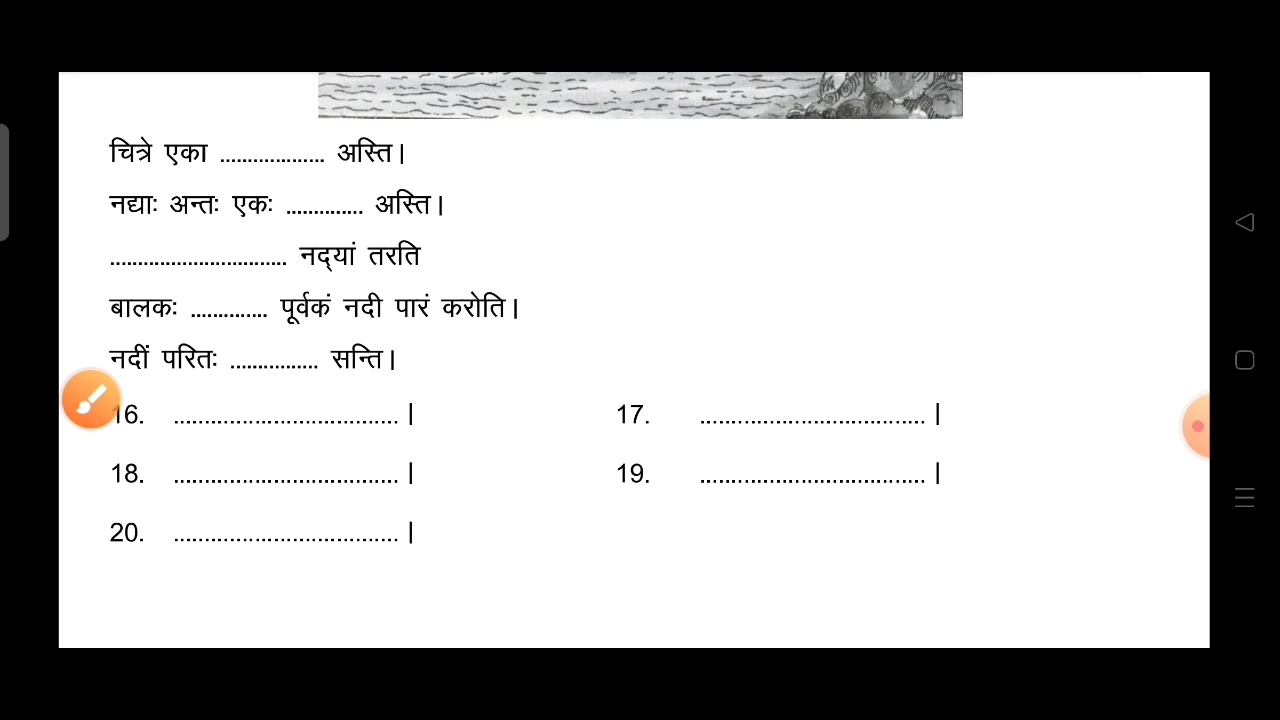 चित्रे एका ................... अस्ति।
नद्याः अन्तः एकः .............. अस्ति।
................................ नद्‌यां तरति
बालकः .............. पूर्वकं नदी पारं करोति।
नदीं परितः ................ सन्ति।
16. ..................................... | 17. ..................................... |
18. ..................................... | 19. ..................................... |
20. ..................................... |